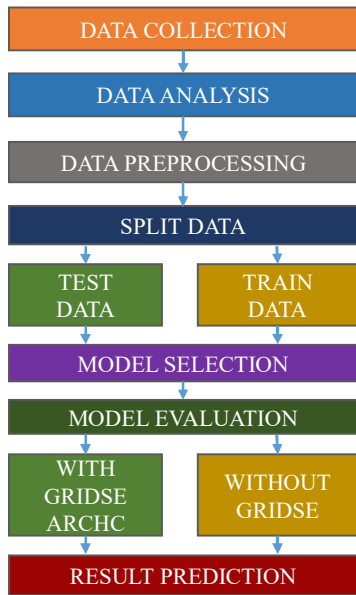 DATA COLLECTION
DATA ANALYSIS
DATA PREPROCESSING
SPLIT DATA
TEST
DATA
TRAIN
DATA
MODEL SELECTION
MODEL EVALUATION
WITH
GRIDSE
ARCHC
WITHOUT
GRIDSE
RESULT PREDICTION